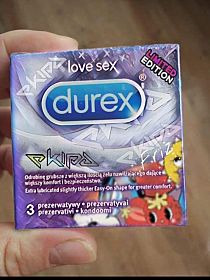 love sex
LIMITED
EDITION
durex
ekipa
Odrobinę grubsze z większą ilością żelu nawilżającego dającego
większy komfort i bezpieczeństwo.
Extra lubricated slightly thicker Easy-On shape for greater comfort.
3 prezerwatywy • prezervatyvai
prezervatīvi • kondoomi